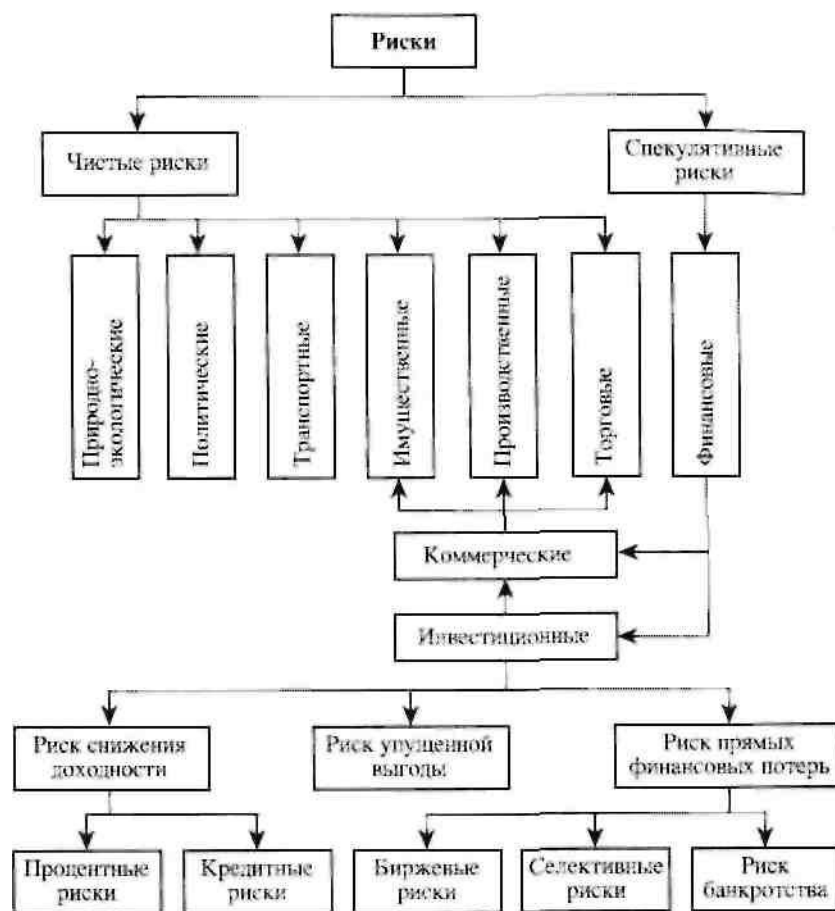 Риски
Чистые риски
Спекулятивные
риски
Природно-
экологические
Политические
Транспортные
Имущественные
Производственные
Торговые
Финансовые
Коммерческие
Инвестиционные
Риск снижения
доходности
Риск упущенной
выгоды
Риск прямых
финансовых потерь
Процентные
риски
Кредитные
риски
Биржевые
риски
Селективные
риски
Риск
банкротства